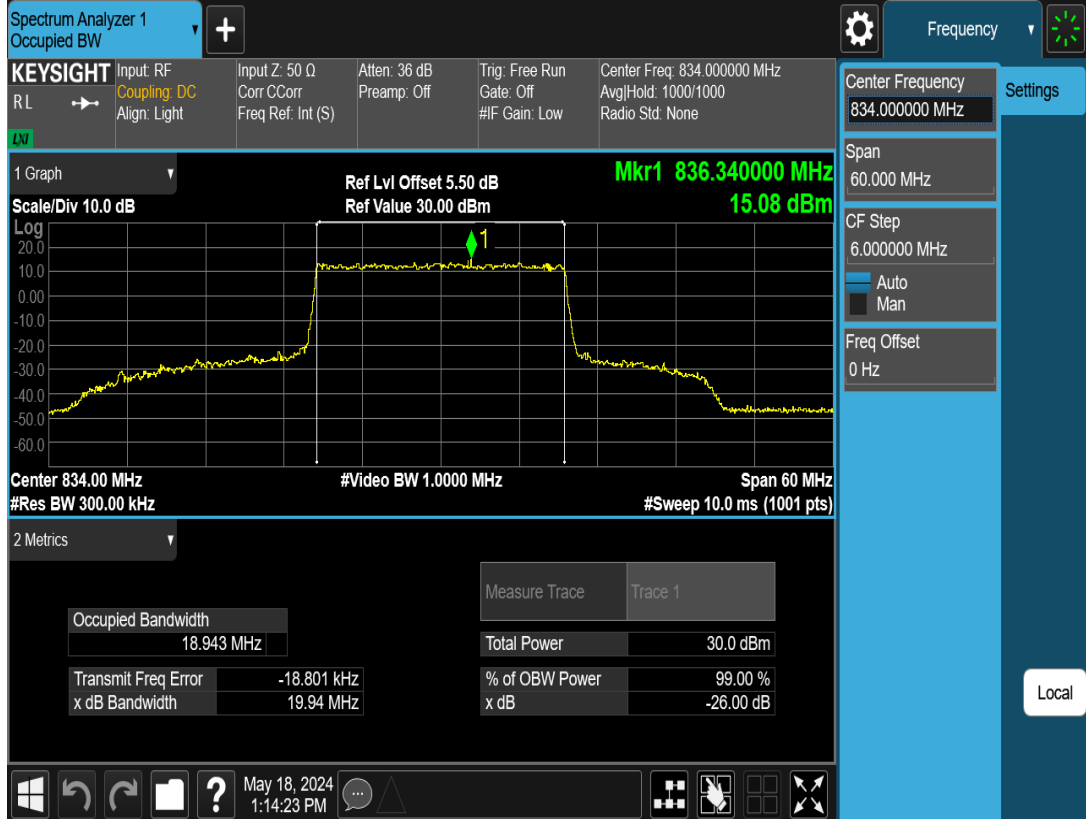 Spectrum Analyzer 1
Occupied BW
+
Frequency
KEYSIGHT
RL
LXI
Input: RF
Coupling: DC
Align: Light
Input Z: 50 Ω
Corr CCorr
Freq Ref: Int (S)
Atten: 36 dB
Preamp: Off
Trig: Free Run
Gate: Off
#IF Gain: Low
Center Freq: 834.000000 MHz
Avg|Hold: 1000/1000
Radio Std: None
Center Frequency
834.000000 MHz
Settings
Span
60.000 MHz
CF Step
6.000000 MHz
Auto
Man
Freq Offset
0 Hz
Local
1 Graph
Scale/Div 10.0 dB
Ref Lvl Offset 5.50 dB
Ref Value 30.00 dBm
Mkr1 836.340000 MHz
15.08 dBm
Log
1
20.0
10.0
0.00
-10.0
-20.0
-30.0
-40.0
-50.0
-60.0
Center 834.00 MHz
#Video BW 1.0000 MHz
Span 60 MHz
#Res BW 300.00 kHz
#Sweep 10.0 ms (1001 pts)
2 Metrics
Measure Trace Trace 1
Occupied Bandwidth
18.943 MHz
Total Power 30.0 dBm
Transmit Freq Error -18.801 kHz
% of OBW Power 99.00 %
x dB Bandwidth 19.94 MHz
x dB -26.00 dB
?
May 18, 2024
1:14:23 PM